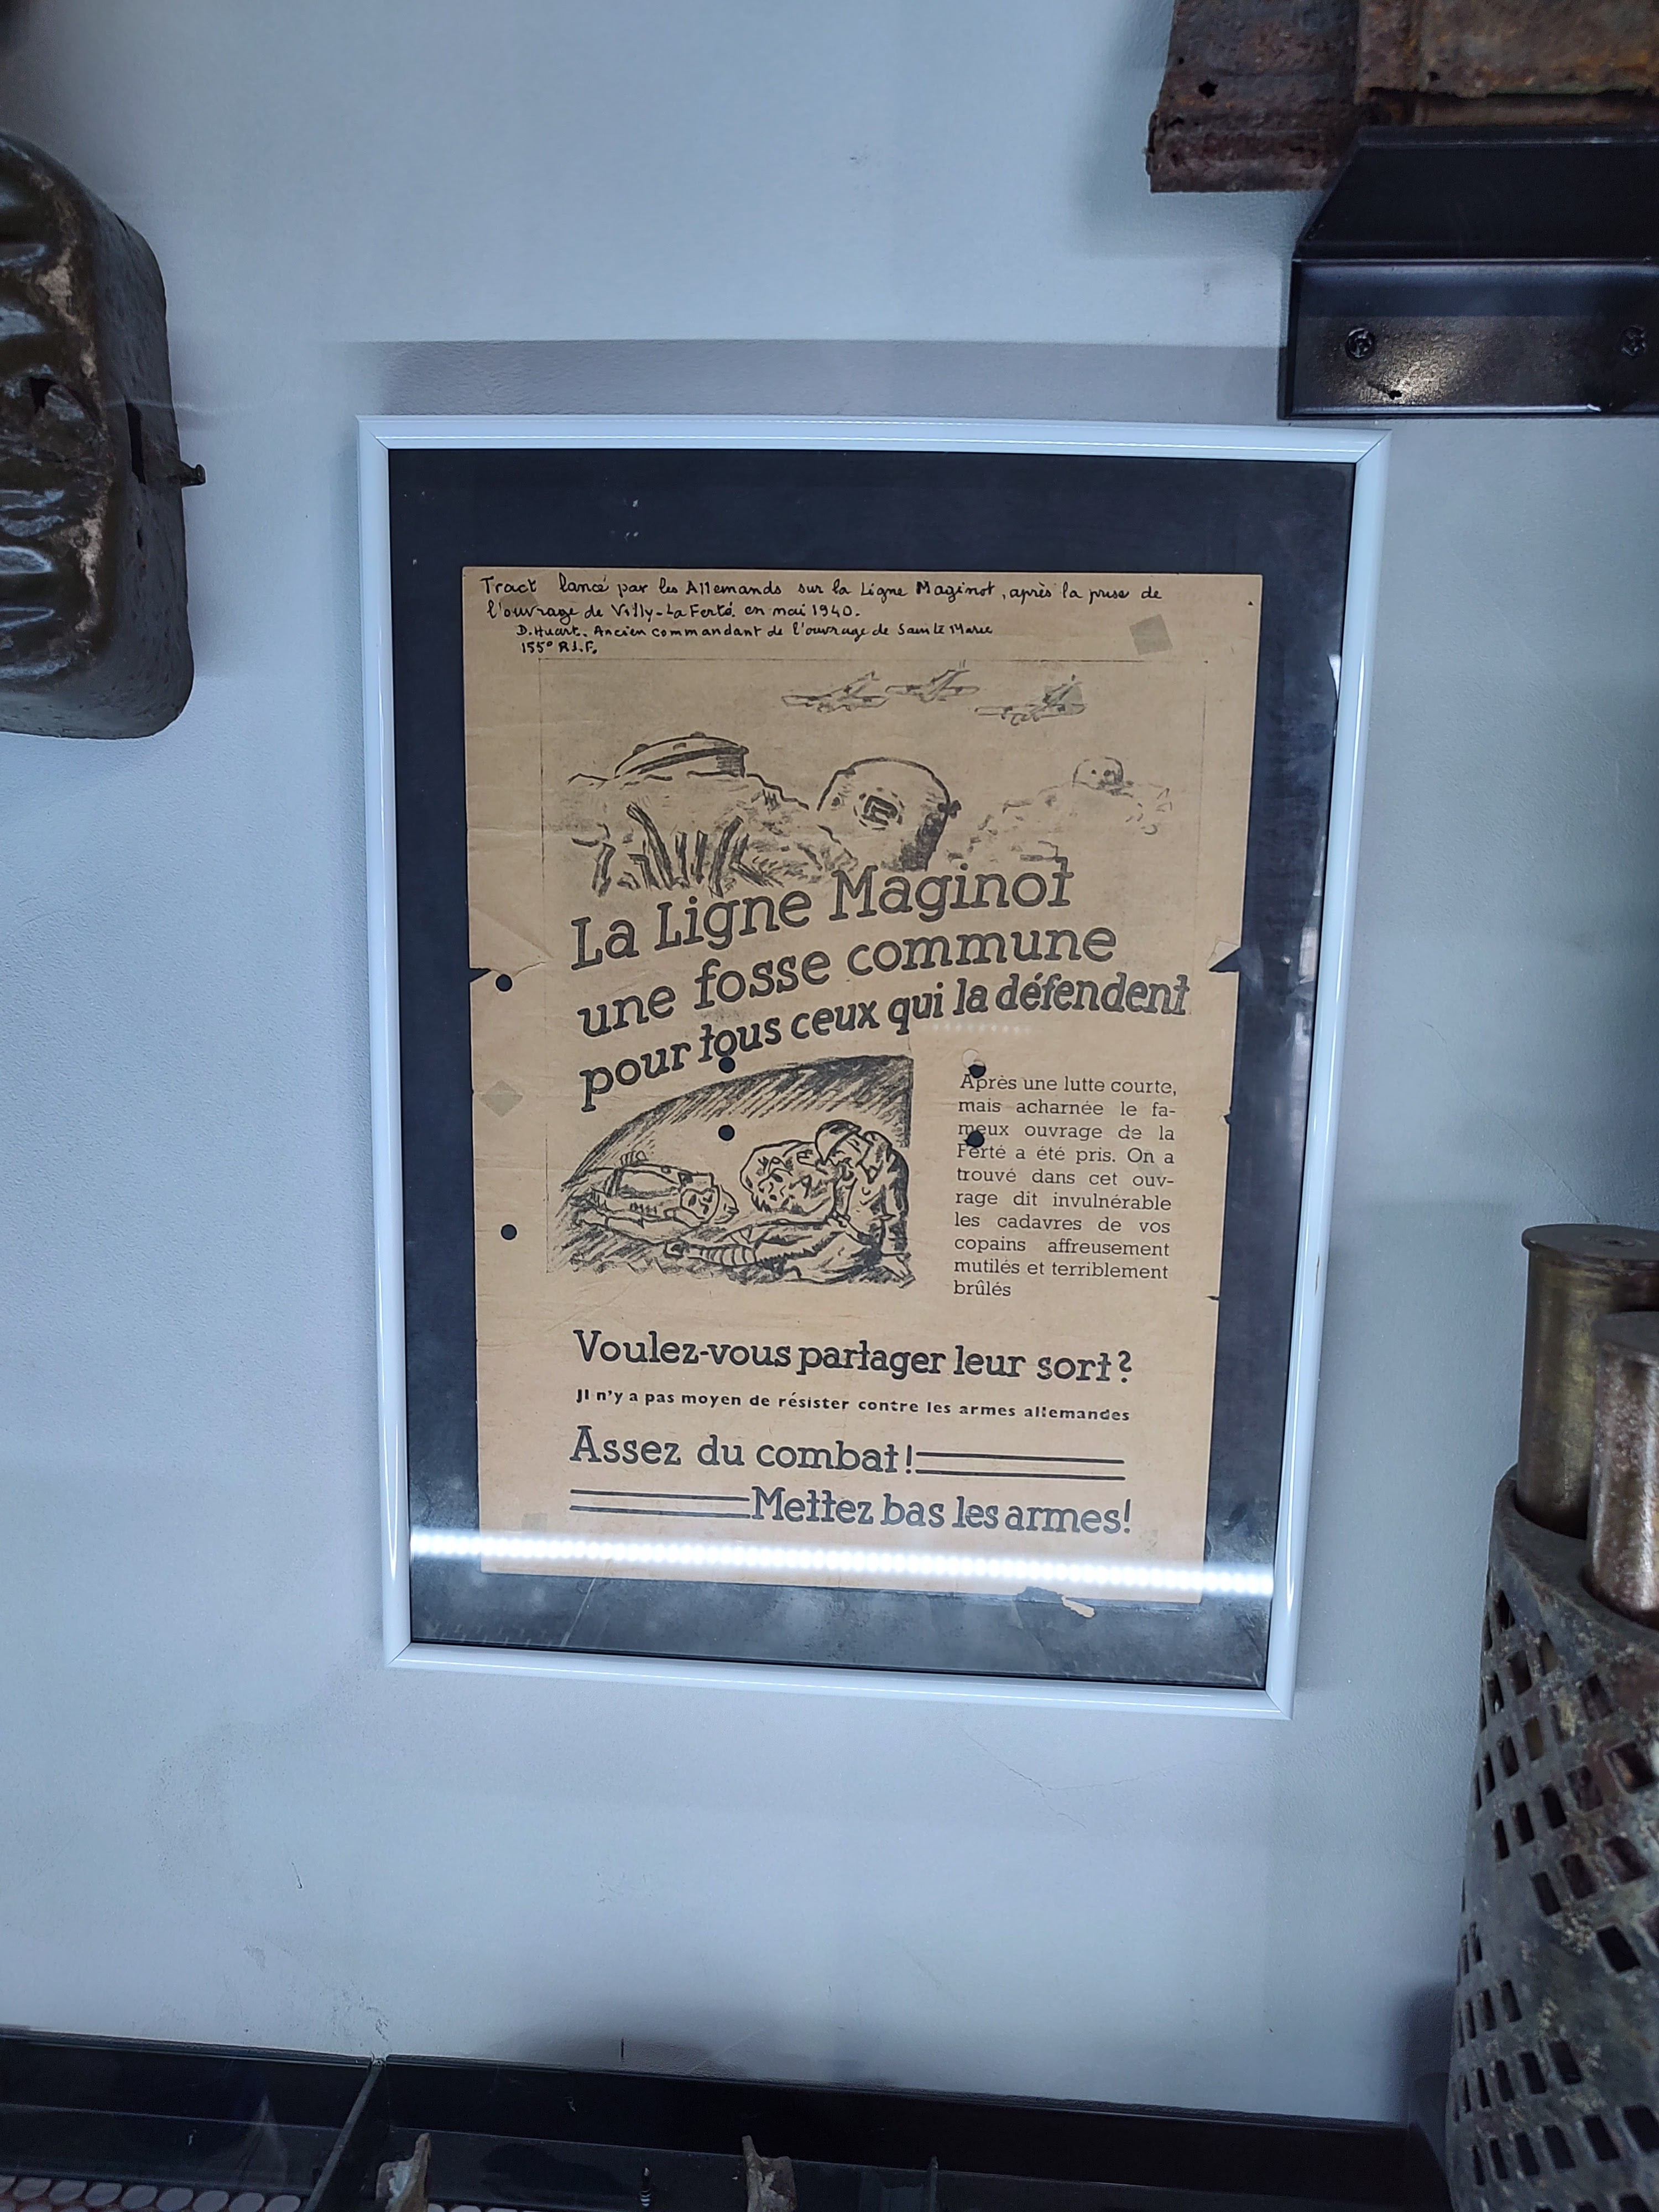 Tract lancé par les Allemands sur la Ligne Maginot, après la prise de
l'ouvrage de Villy-La Ferté en mai 1940.
D. Huart. Ancien commandant de l'ouvrage de Sainte Marie
155° R.I.F.
La Ligne Maginot
une fosse commune
pour tous ceux qui la défendent
Après une lutte courte,
mais acharnée le fa-
meux ouvrage de la
Ferté a été pris. On a
trouvé dans cet ouv-
rage dit invulnérable
les cadavres de vos
copains affreusement
mutilés et terriblement
brûlés
Voulez-vous partager leur sort?
Jl n'y a pas moyen de résister contre les armes allemandes
Assez du combat!
Mettez bas les armes!